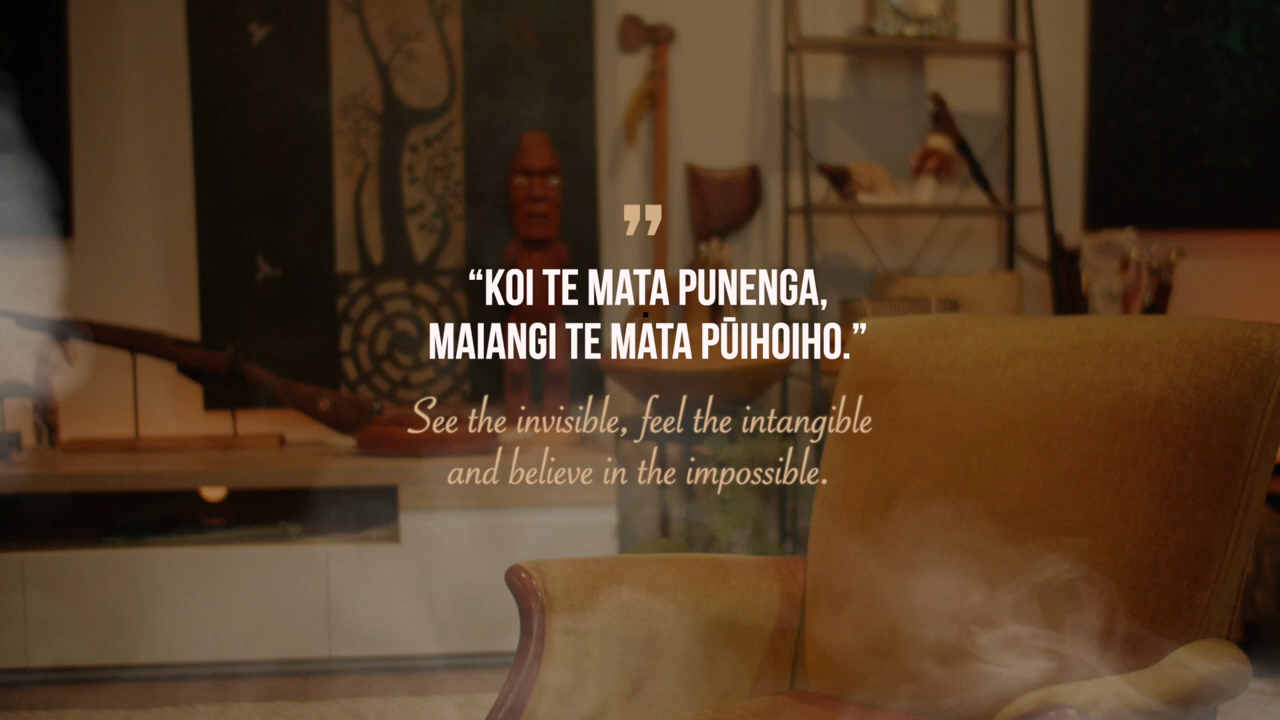 ”
“KOI TE MATA PUNENGA,
MAIANGI TE MATA PŪIHOIHO.”
See the invisible, feel the intangible
and believe in the impossible.